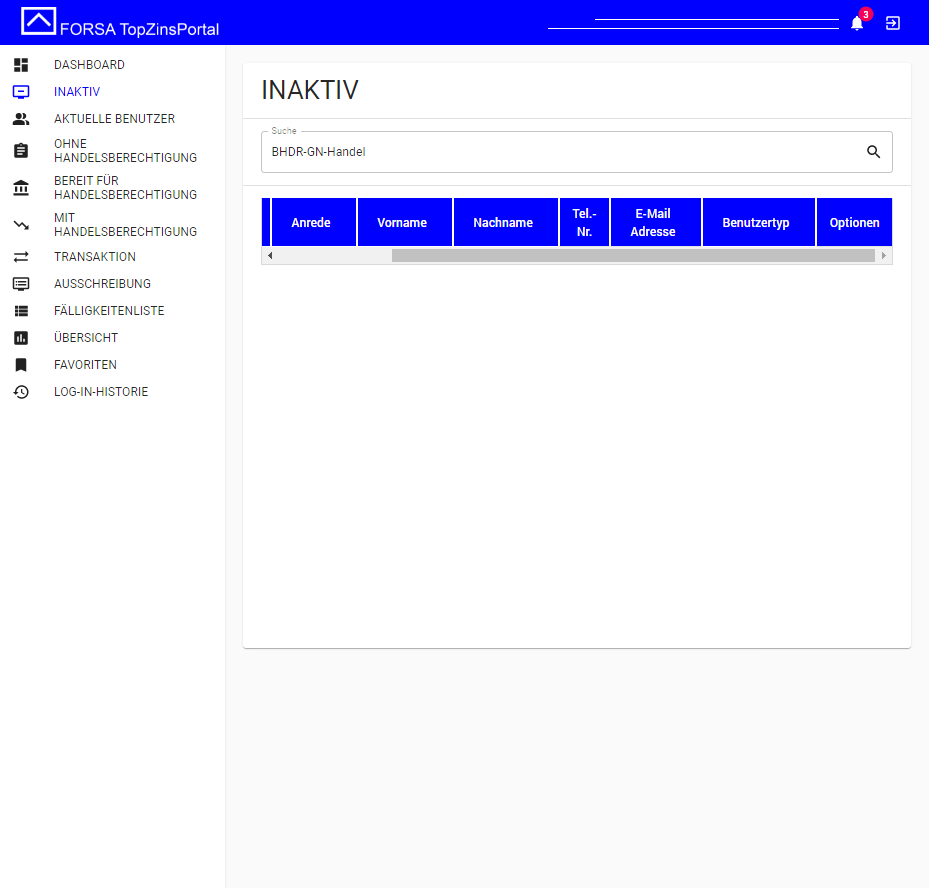 FORSA TopZinsPortal
3
DASHBOARD
INAKTIV
AKTUELLE BENUTZER
OHNE
HANDELSBERECHTIGUNG
BEREIT FÜR
HANDELSBERECHTIGUNG
MIT
HANDELSBERECHTIGUNG
TRANSAKTION
AUSSCHREIBUNG
FÄLLIGKEITENLISTE
ÜBERSICHT
FAVORITEN
LOG-IN-HISTORIE
INAKTIV
Suche
BHDR-GN-Handel
Anrede Vorname Nachname Tel.-Nr. E-Mail Adresse Benutzertyp Optionen